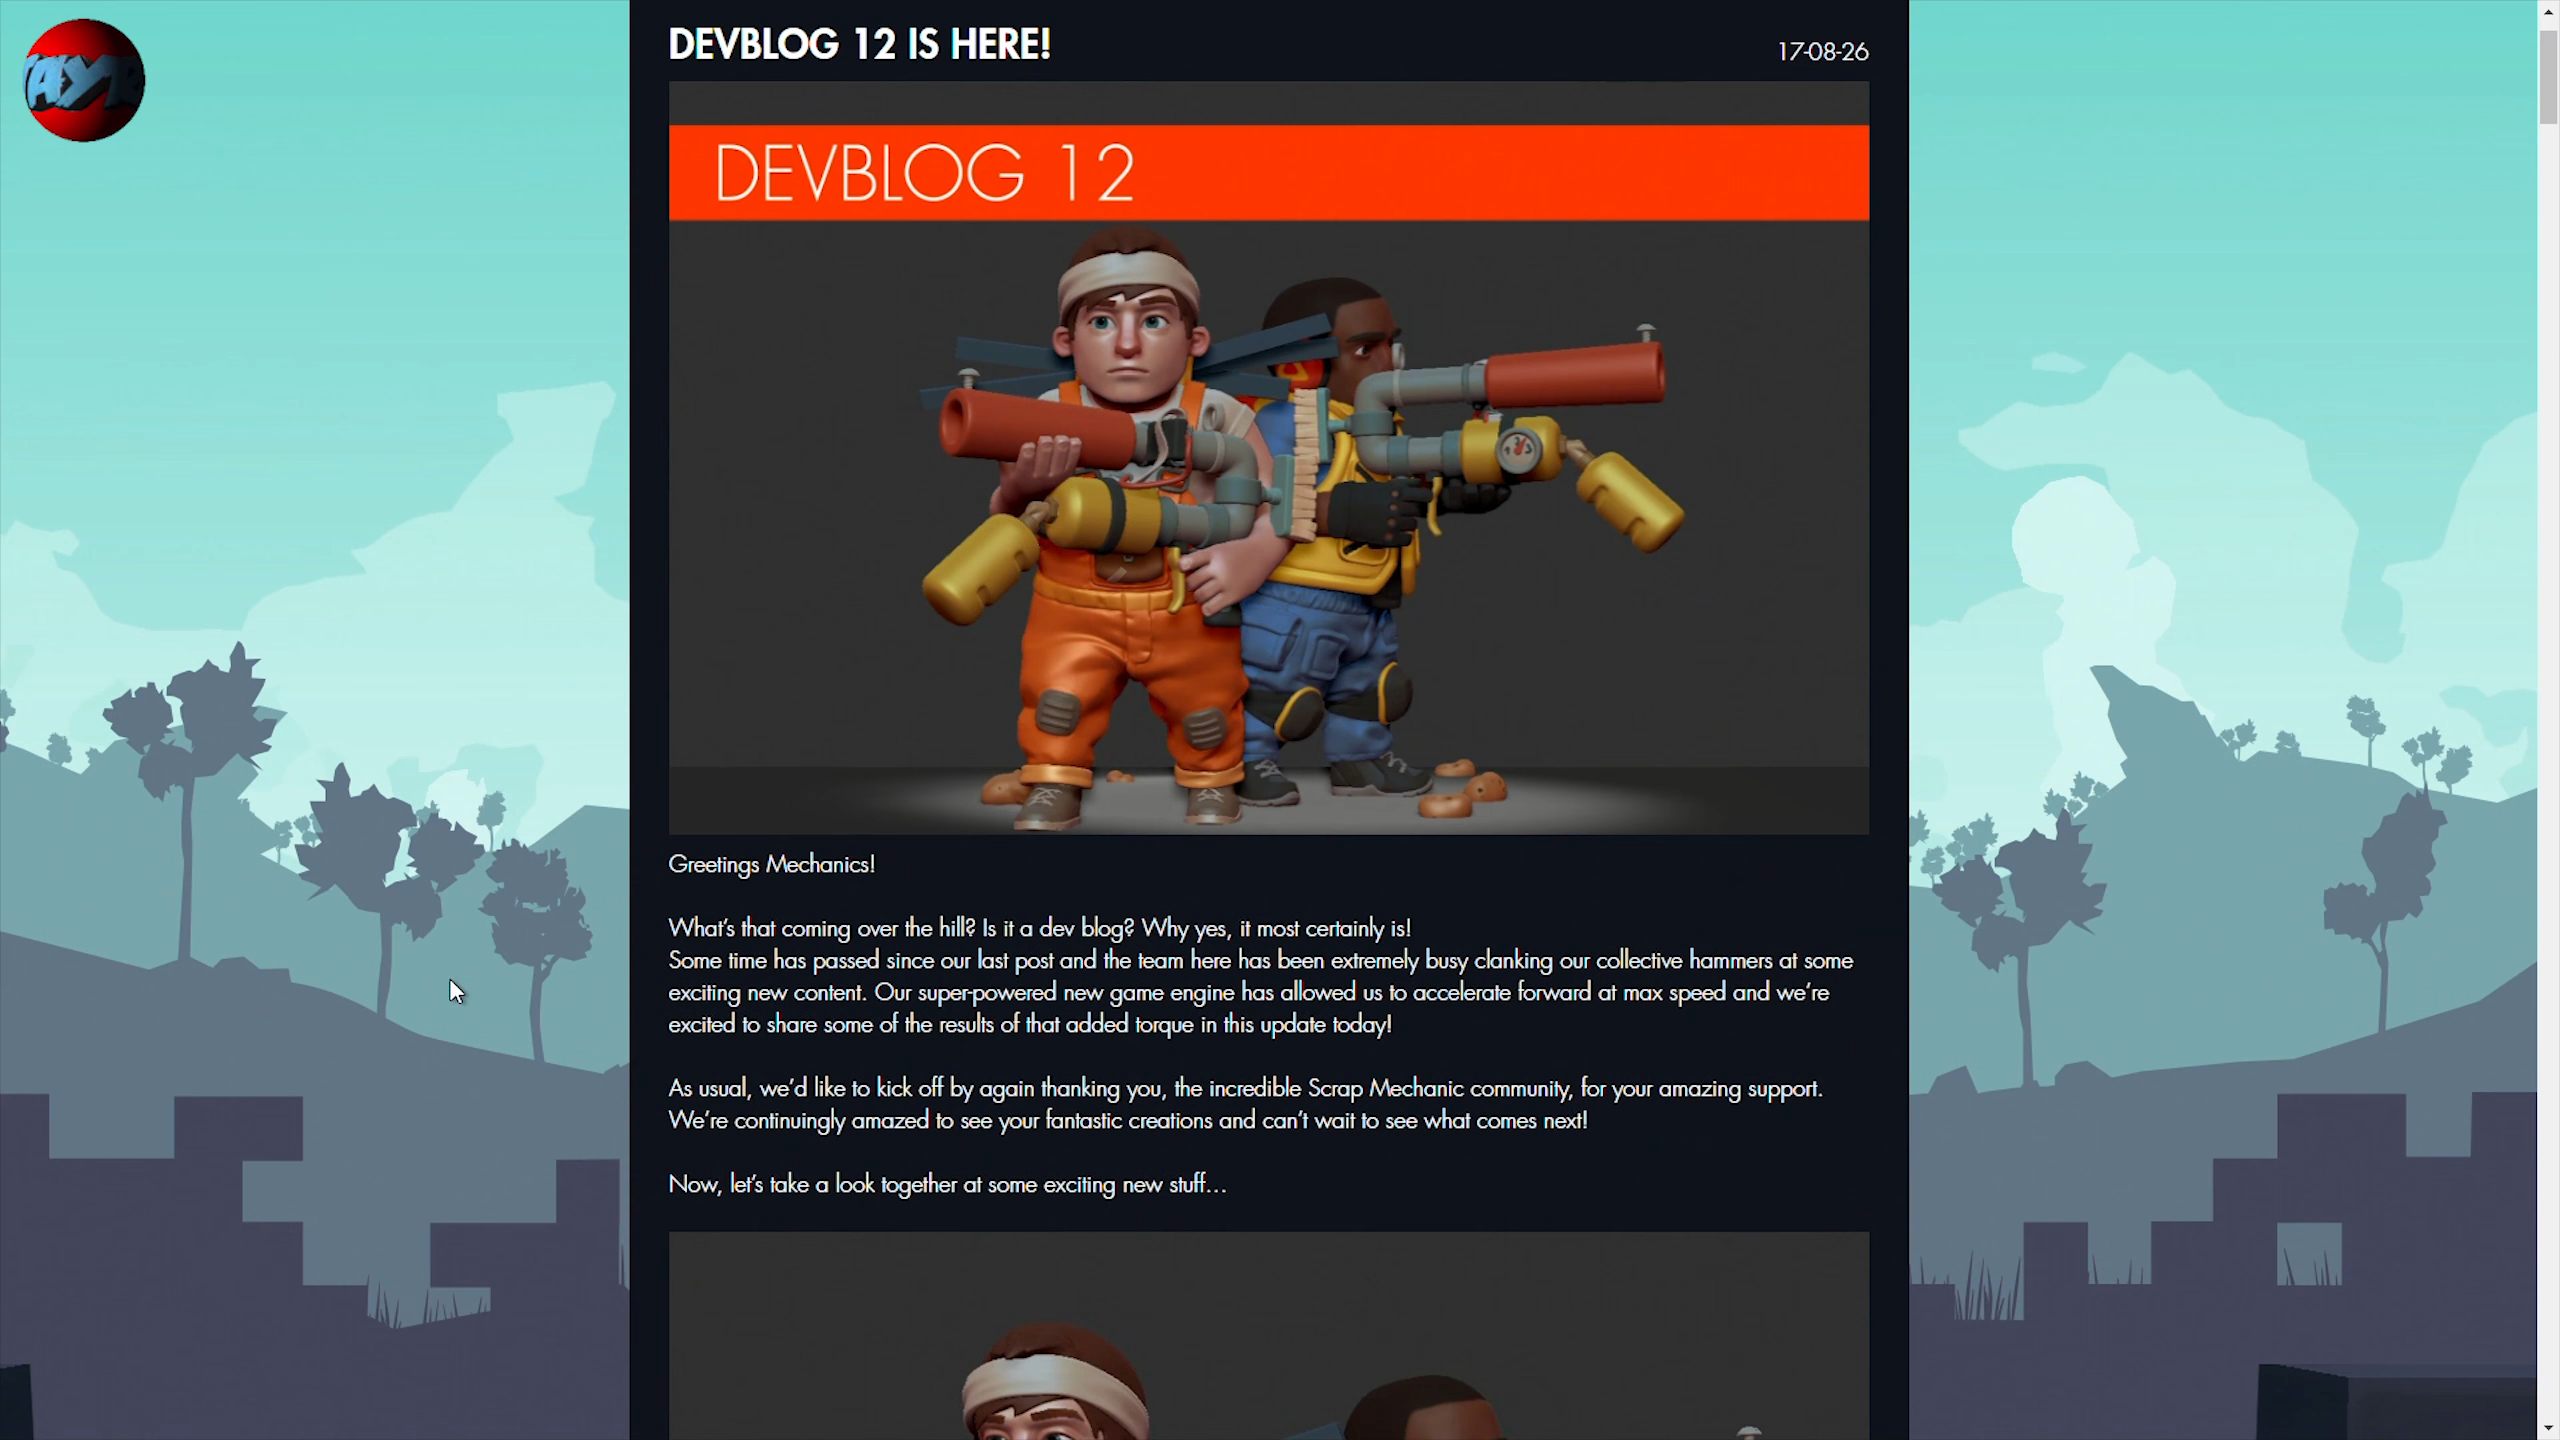 DEVBLOG 12 IS HERE!
17-08-26
DEVBLOG 12
Greetings Mechanics!
What's that coming over the hill? Is it a dev blog? Why yes, it most certainly is!
Some time has passed since our last post and the team here has been extremely busy clanking our collective hammers at some
exciting new content. Our super-powered new game engine has allowed us to accelerate forward at max speed and we're
excited to share some of the results of that added torque in this update today!
As usual, we'd like to kick off by again thanking you, the incredible Scrap Mechanic community, for your amazing support.
We're continuingly amazed to see your fantastic creations and can't wait to see what comes next!
Now, let's take a look together at some exciting new stuff...